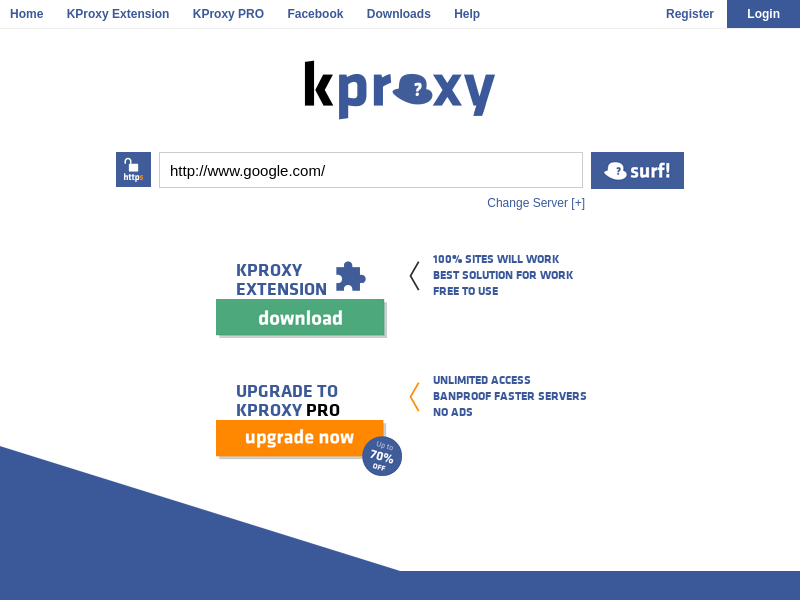 Home KProxy Extension KProxy PRO Facebook Downloads Help Register Login
kproxy
https http://www.google.com/ surf!
Change Server [+]
KPROXY
EXTENSION
download
100% SITES WILL WORK
BEST SOLUTION FOR WORK
FREE TO USE
UPGRADE TO
KPROXY PRO
upgrade now
Up to
70%
OFF
UNLIMITED ACCESS
BANPROOF FASTER SERVERS
NO ADS